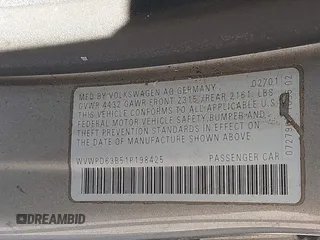 MFD BY VOLKSWAGEN AG GERMANY 02/01
GVWR 4432 GAWR FRONT 2315 /REAR 2161 LBS
THIS VEHICLE CONFORMS TO ALL APPLICABLE U.S.
FEDERAL MOTOR VEHICLE SAFETY, BUMPER AND
THEFT PREVENTION STANDARDS IN EFFECT ON
THE DATE OF MANUFACTURE SHOWN ABOVE
PASSENGER CAR
DREAMBID